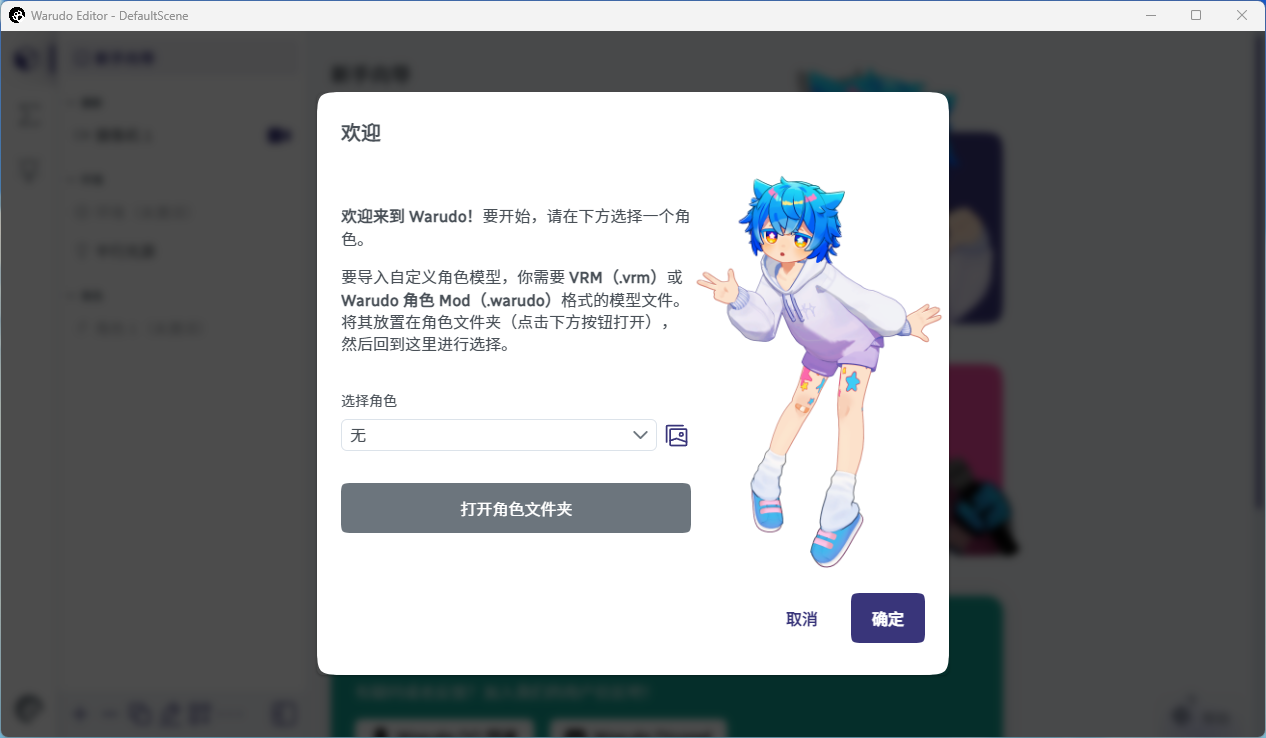 Warudo Editor - DefaultScene
欢迎
欢迎来到 Warudo！要开始，请在下方选择一个角
色。
要导入自定义角色模型，你需要 VRM（.vrm）或
Warudo 角色 Mod（.warudo）格式的模型文件。
将其放置在角色文件夹（点击下方按钮打开），
然后回到这里进行选择。
选择角色
无
打开角色文件夹
取消
确定